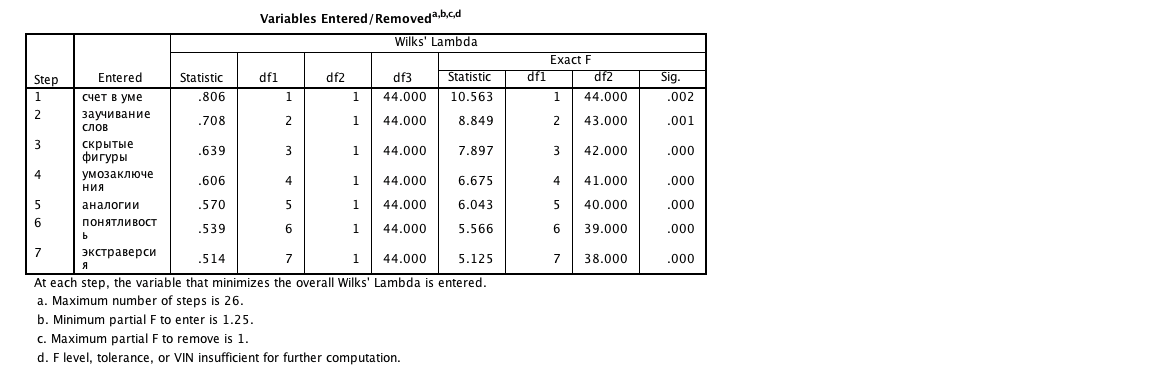 Variables Entered/Removed a,b,c,d
Wilks' Lambda
Exact F
Step Entered Statistic df1 df2 df3 Statistic df1 df2 Sig.
1 счет в уме .806 1 1 44.000 10.563 1 44.000 .002
2 заучивание
слов .708 2 1 44.000 8.849 2 43.000 .001
3 скрытые
фигуры .639 3 1 44.000 7.897 3 42.000 .000
4 умозаключе
ния .606 4 1 44.000 6.675 4 41.000 .000
5 аналогии .570 5 1 44.000 6.043 5 40.000 .000
6 понятливост
ь .539 6 1 44.000 5.566 6 39.000 .000
7 экстраверси
я .514 7 1 44.000 5.125 7 38.000 .000
At each step, the variable that minimizes the overall Wilks' Lambda is entered.
a. Maximum number of steps is 26.
b. Minimum partial F to enter is 1.25.
c. Maximum partial F to remove is 1.
d. F level, tolerance, or VIN insufficient for further computation.